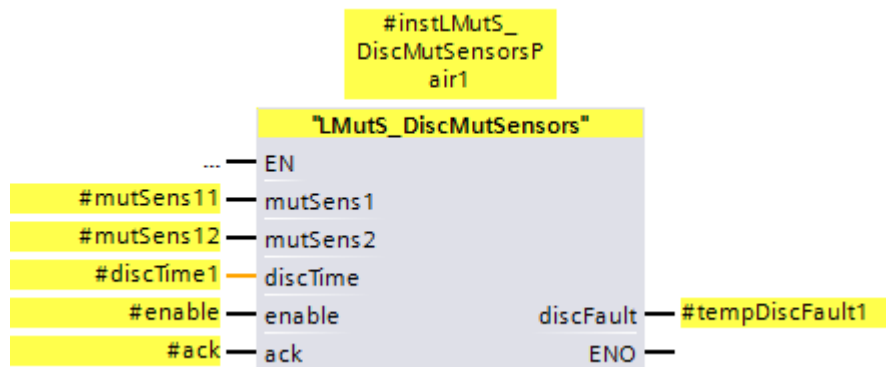 #instLMutS_
DiscMutSensorsP
air1
"LMutS_DiscMutSensors"
... EN
#mutSens11 mutSens1
#mutSens12 mutSens2
#discTime1 discTime
#enable enable discFault #tempDiscFault1
#ack ack ENO